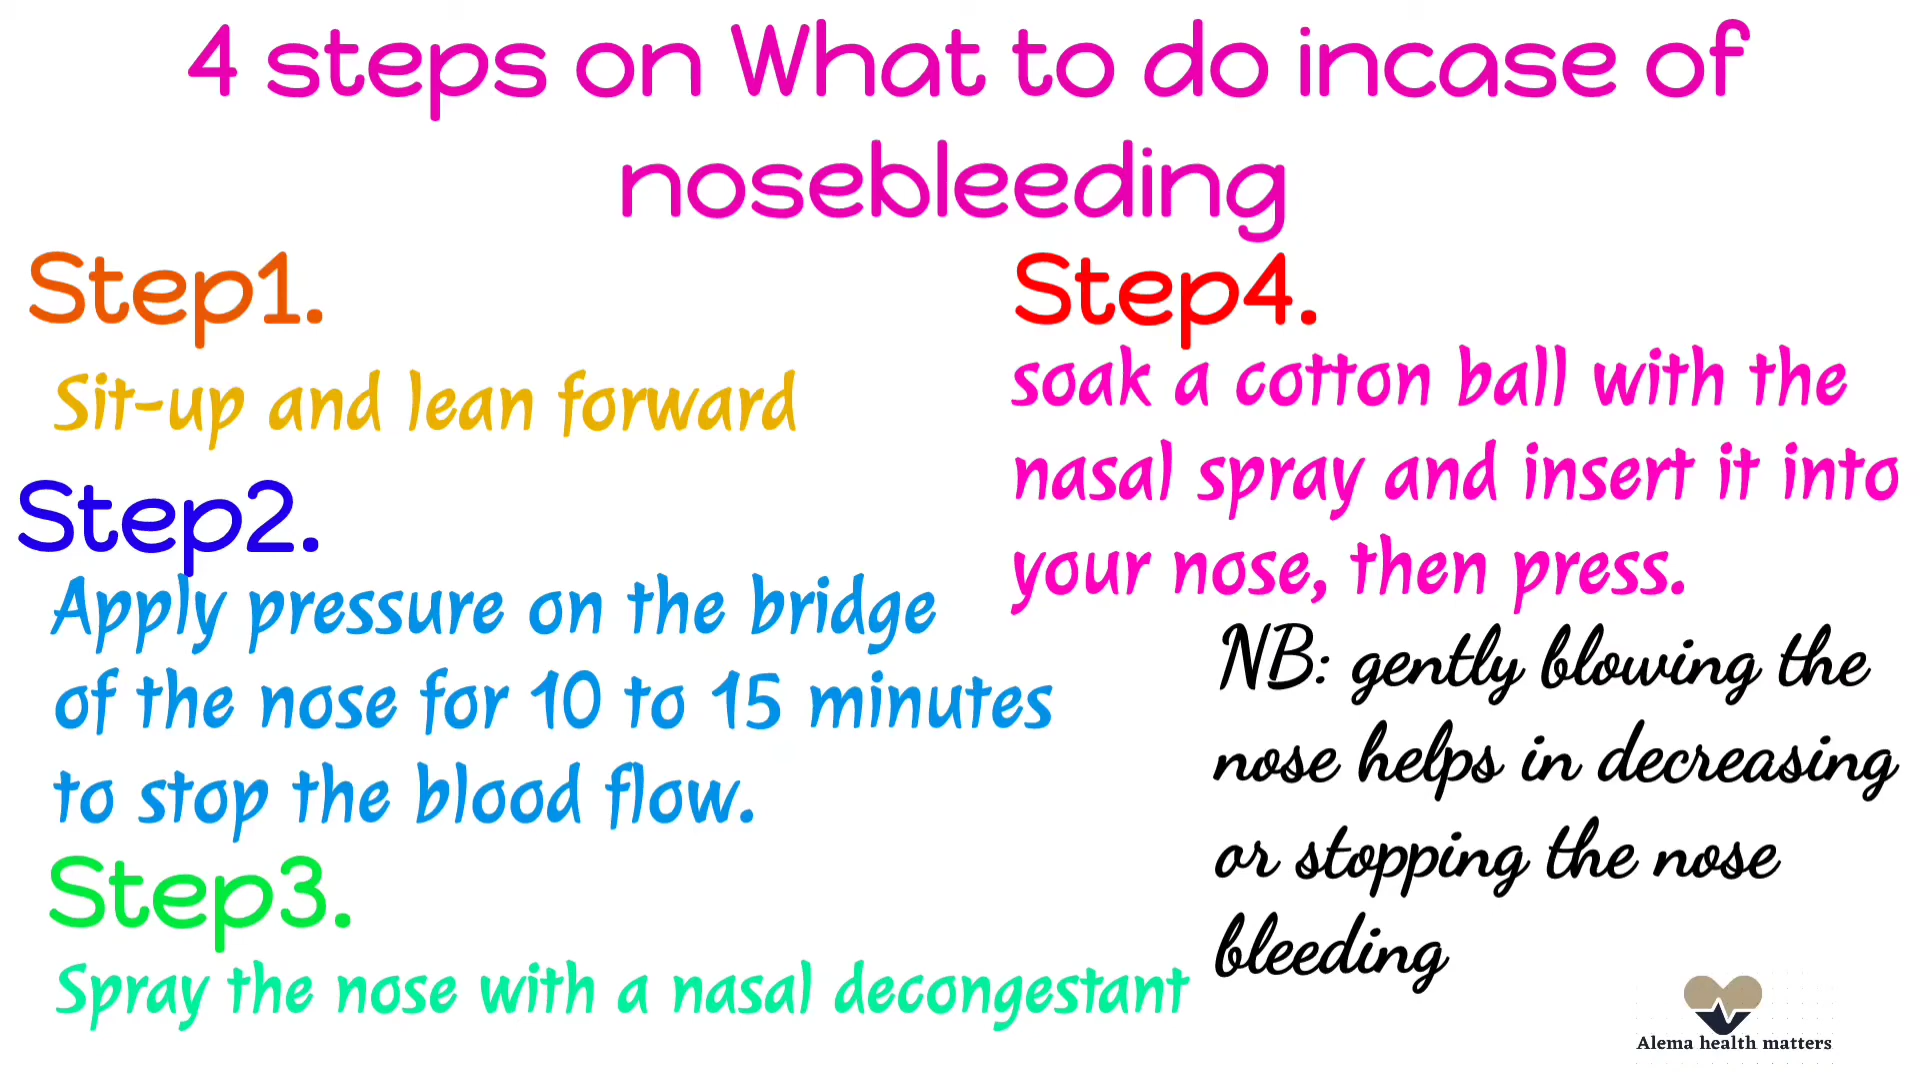 4 steps on What to do incase of
nosebleeding
Step1.
Sit-up and lean forward
Step2.
Apply pressure on the bridge
of the nose for 10 to 15 minutes
to stop the blood flow.
Step3.
Spray the nose with a nasal decongestant
Step4.
soak a cotton ball with the
nasal spray and insert it into
your nose, then press.
NB: gently blowing the
nose helps in decreasing
or stopping the nose
bleeding
Alema health matters